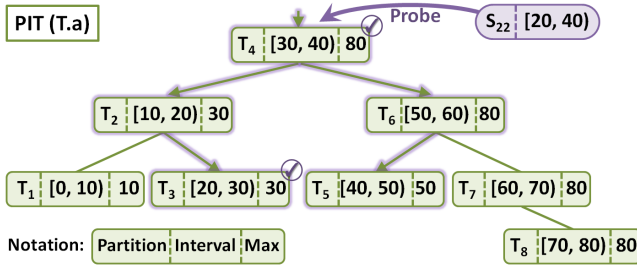 PIT (T.a)
Probe
S22 [20, 40)
T4 [30, 40) 80
T2 [10, 20) 30
T6 [50, 60) 80
T1 [0, 10) 10
T3 [20, 30) 30
T5 [40, 50) 50
T7 [60, 70) 80
Notation: Partition Interval Max
T8 [70, 80) 80